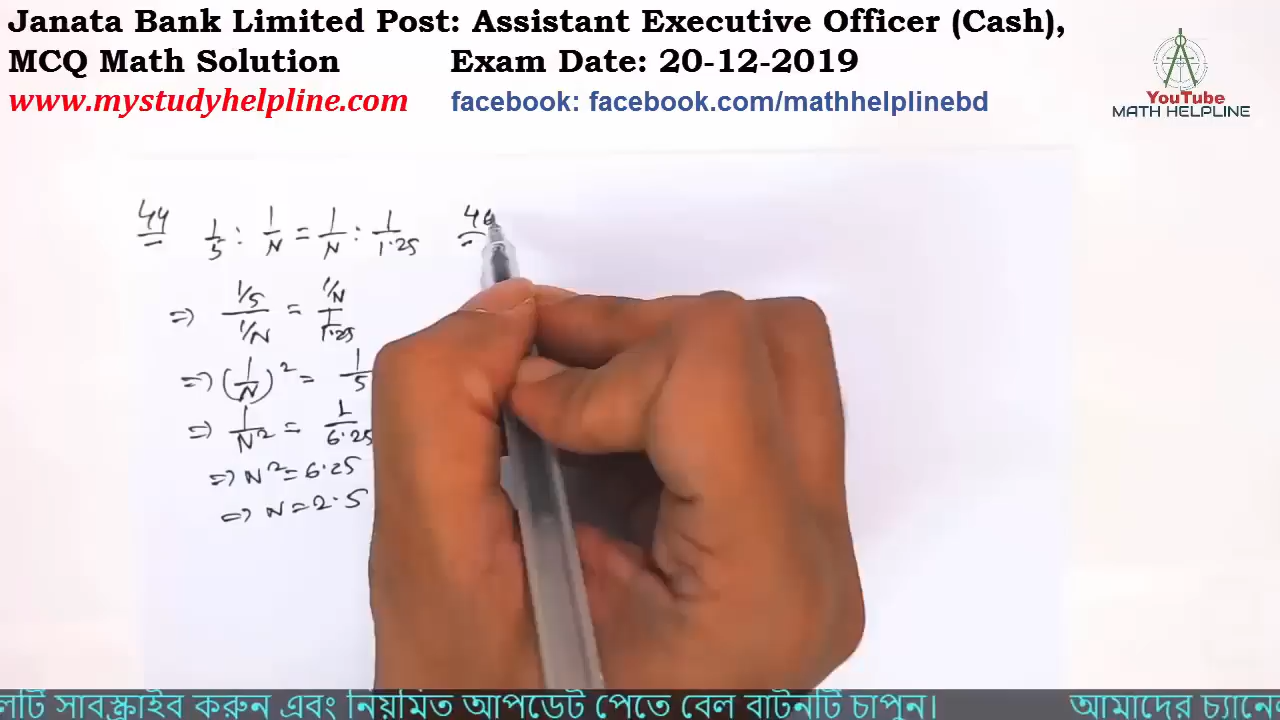 Janata Bank Limited Post: Assistant Executive Officer (Cash),
MCQ Math Solution Exam Date: 20-12-2019
www.mystudyhelpline.com facebook: facebook.com/mathhelplinebd
YouTube
MATH HELPLINE
44 1/5 : 1/N = 1/N : 1/1.25
⇒ (1/5)/(1/N) = (1/N)/(1/1.25)
⇒ (1/N)² = 1/5
⇒ 1/N² = 1/6.25
⇒ N² = 6.25
⇒ N = 2.5
লটি সাবস্ক্রাইব করুন এবং নিয়মিত আপডেট পেতে বেল বাটনটি চাপুন। আমাদের চ্যানে